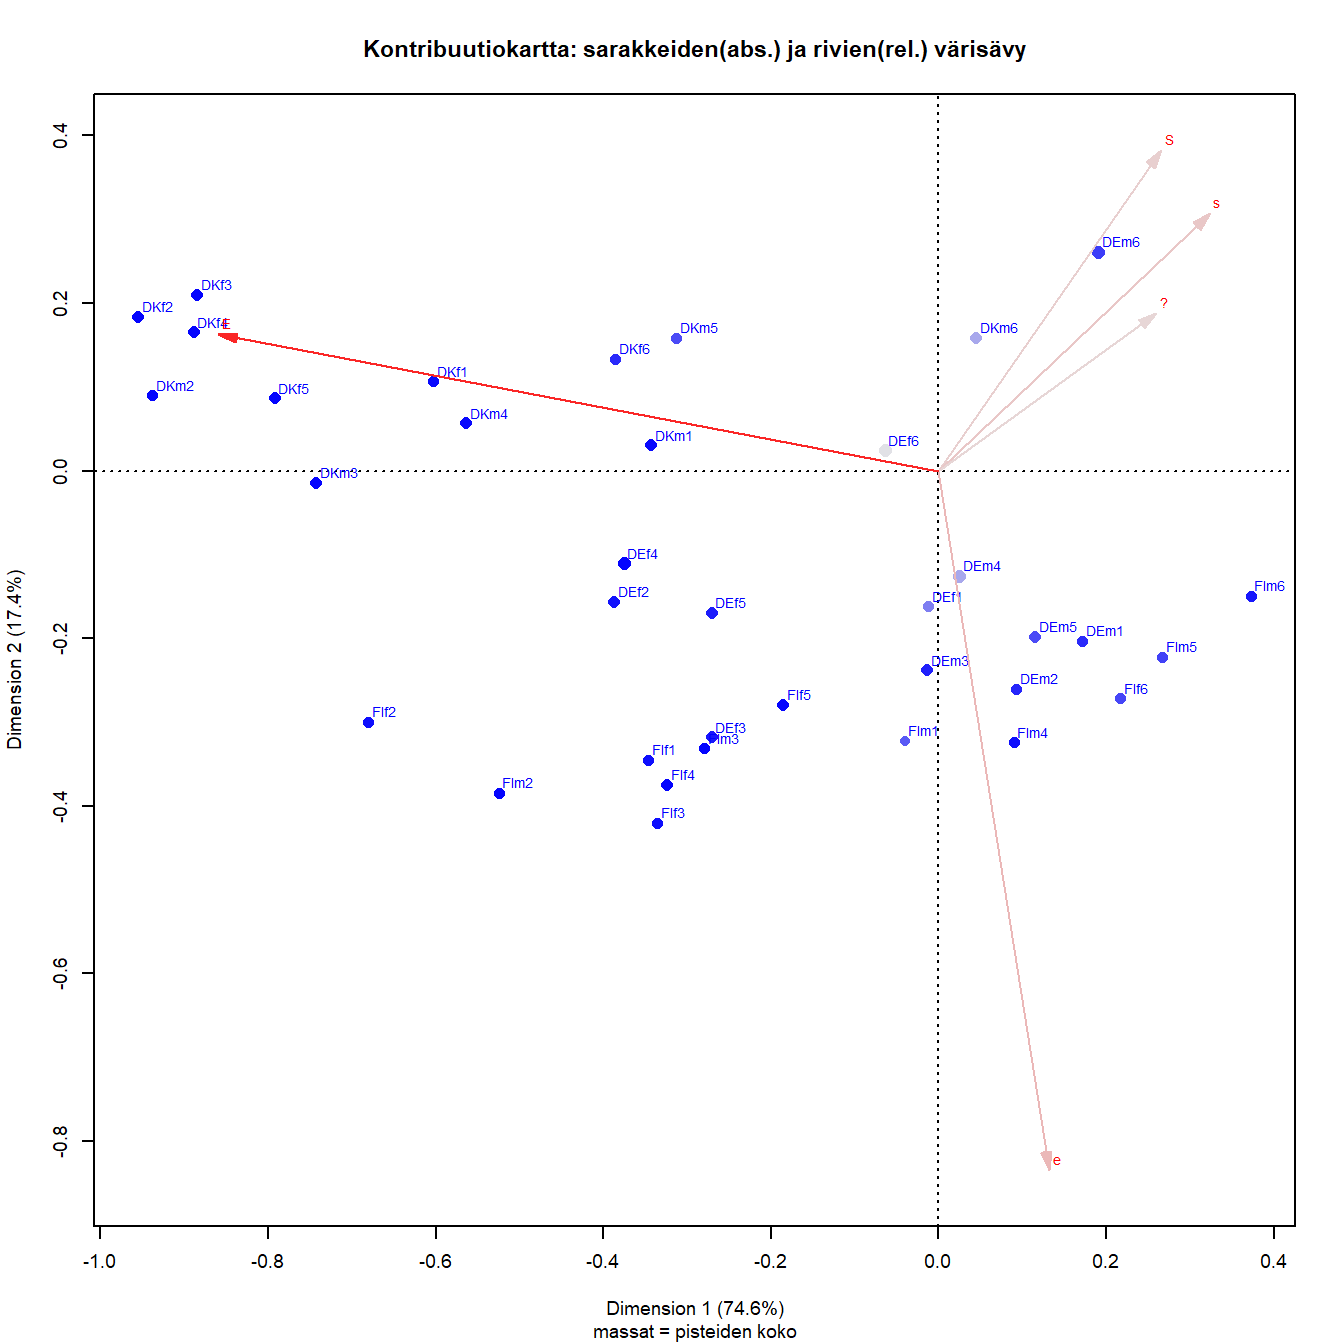 Kontribuutiokartta: sarakkeiden(abs.) ja rivien(rel.) värisävy
0.4
S
s
DEm6
DKf3
?
0.2
DKf2
DKf4
E
DKm5
DKm6
DKf6
DKm2
DKf5
DKf1
DKm4
DKm1
DEf6
0.0
DKm3
DEf4
DEm4
FIm6
DEf2
DEf5
DEf1
-0.2
DEm5
DEm1
FIm5
DEm3
DEm2
FIf6
FIf5
FIf2
DEf3
FIm3
FIm1
FIm4
FIf1
FIf4
FIm2
-0.4
FIf3
-0.6
-0.8
e
Dimension 2 (17.4%)
-1.0
-0.8
-0.6
-0.4
-0.2
0.0
0.2
0.4
Dimension 1 (74.6%)
massat = pisteiden koko